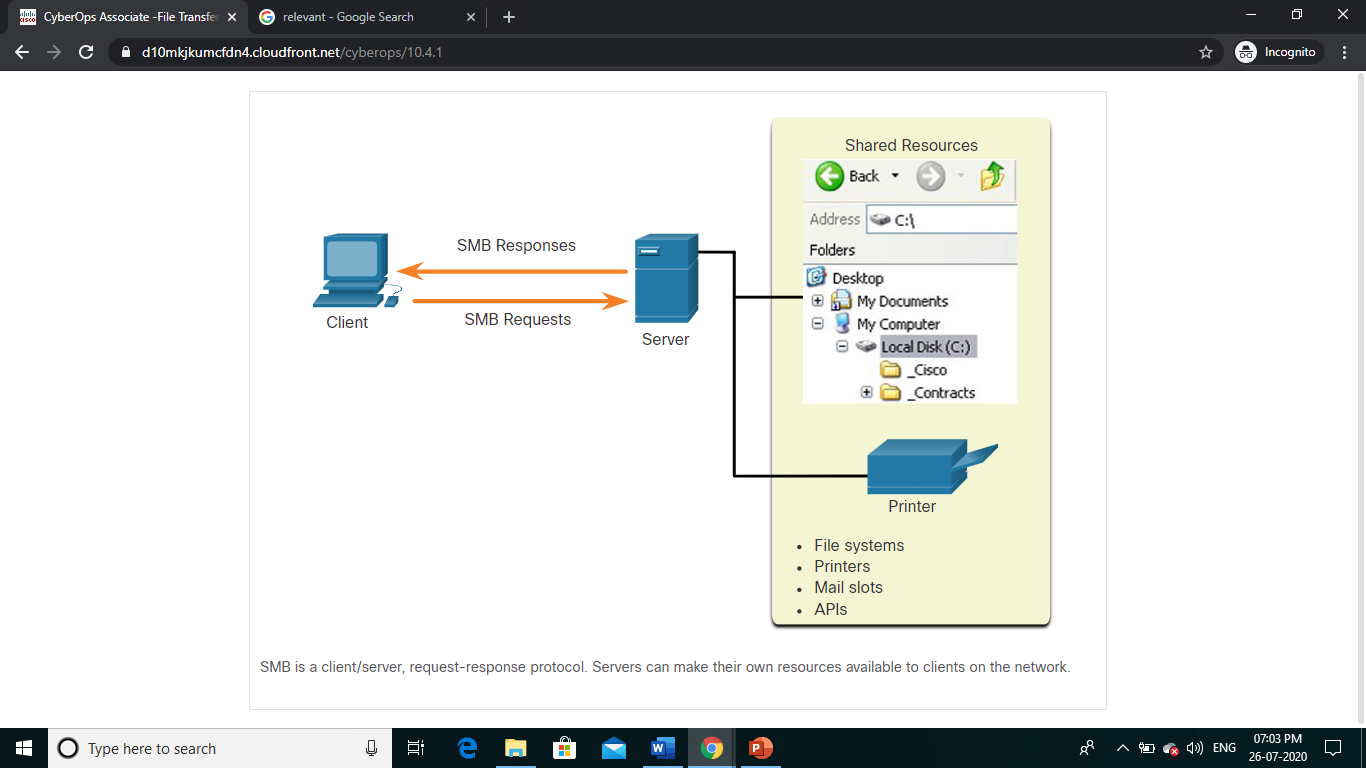 CyberOps Associate -File Transfer
relevant - Google Search
d10mkjkumcfdn4.cloudfront.net/cyberops/10.4.1
Incognito
Shared Resources
Back
Address C:\
Folders
Desktop
My Documents
My Computer
Local Disk (C:)
_Cisco
_Contracts
SMB Responses
SMB Requests
Client
Server
Printer
• File systems
• Printers
• Mail slots
• APIs
SMB is a client/server, request-response protocol. Servers can make their own resources available to clients on the network.
Type here to search
ENG
07:03 PM
26-07-2020